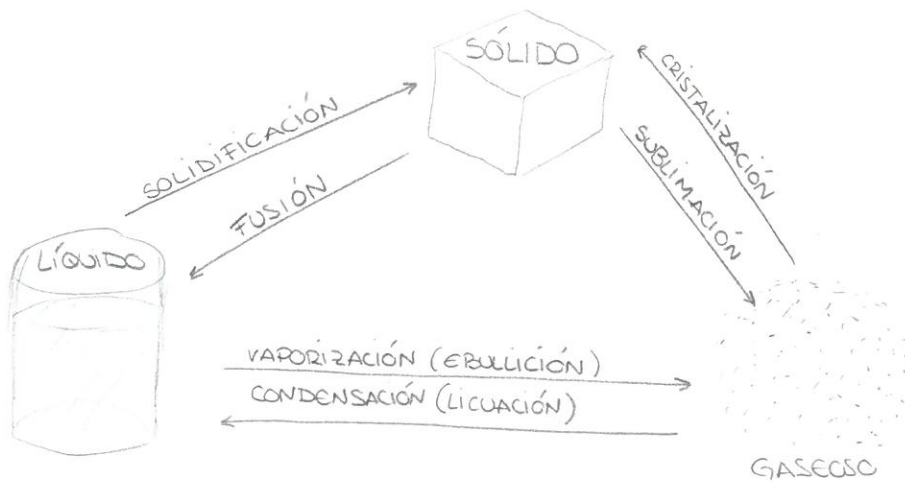 SÓLIDO
CRISTALIZACIÓN
SOLIDIFICACIÓN
SUBLIMACIÓN
FUSIÓN
LÍQUIDO
VAPORIZACIÓN (EBULLICIÓN)
CONDENSACIÓN (LICUACIÓN)
GASEOSO